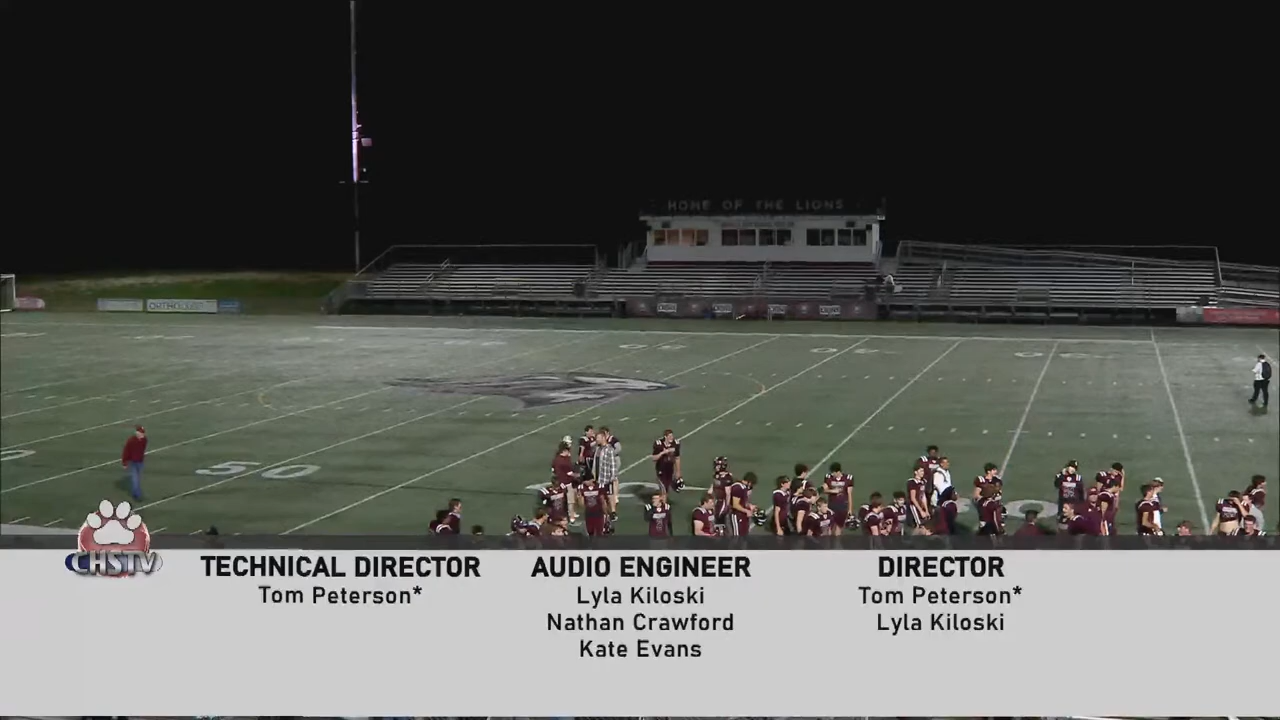 HOME OF THE LIONS
ORTHO
50
CHSTV
TECHNICAL DIRECTOR
Tom Peterson*
AUDIO ENGINEER
Lyla Kiloski
Nathan Crawford
Kate Evans
DIRECTOR
Tom Peterson*
Lyla Kiloski